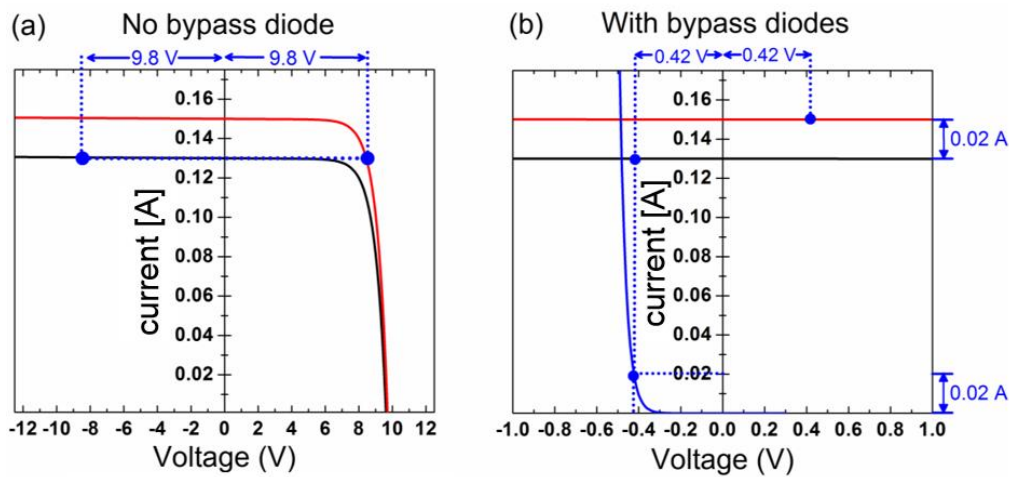 (a) No bypass diode
9.8 V 9.8 V
0.16
0.14
0.12
0.10
0.08
0.06
0.04
0.02
current [A]
-12 -10 -8 -6 -4 -2 0 2 4 6 8 10 12
Voltage (V)
(b) With bypass diodes
0.42 V 0.42 V
0.16
0.14
0.12
0.10
0.08
0.06
0.04
0.02
current [A]
0.02 A
0.02 A
-1.0 -0.8 -0.6 -0.4 -0.2 0.0 0.2 0.4 0.6 0.8 1.0
Voltage (V)